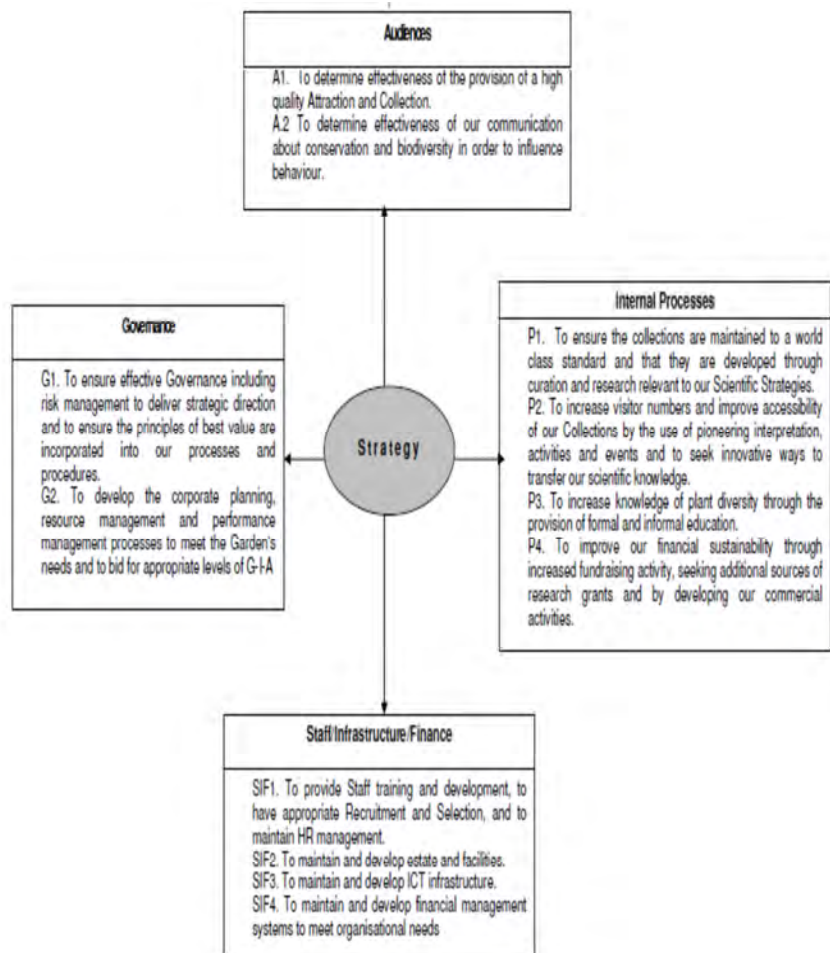 Audiences
A1. To determine effectiveness of the provision of a high
quality Attraction and Collection.
A.2 To determine effectiveness of our communication
about conservation and biodiversity in order to influence
behaviour.
Governance
G1. To ensure effective Governance including
risk management to deliver strategic direction
and to ensure the principles of best value are
incorporated into our processes and
procedures.
G2. To develop the corporate planning,
resource management and performance
management processes to meet the Garden's
needs and to bid for appropriate levels of G-I-A
Strategy
Internal Processes
P1. To ensure the collections are maintained to a world
class standard and that they are developed through
curation and research relevant to our Scientific Strategies.
P2. To increase visitor numbers and improve accessibility
of our Collections by the use of pioneering interpretation,
activities and events and to seek innovative ways to
transfer our scientific knowledge.
P3. To increase knowledge of plant diversity through the
provision of formal and informal education.
P4. To improve our financial sustainability through
increased fundraising activity, seeking additional sources of
research grants and by developing our commercial
activities.
Staff/Infrastructure/Finance
SIF1. To provide Staff training and development, to
have appropriate Recruitment and Selection, and to
maintain HR management.
SIF2. To maintain and develop estate and facilities.
SIF3. To maintain and develop ICT infrastructure.
SIF4. To maintain and develop financial management
systems to meet organisational needs